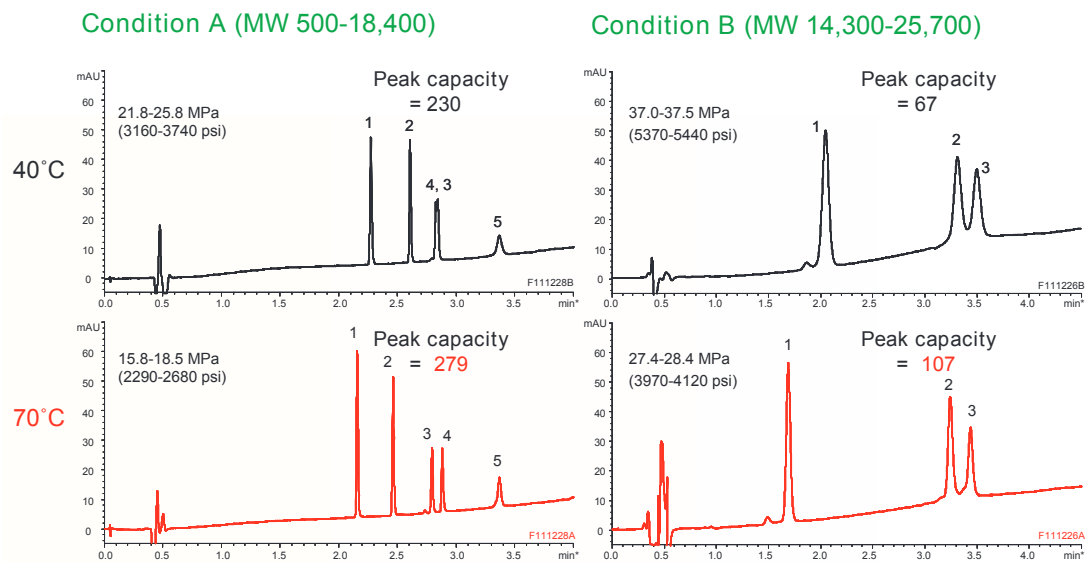 Condition A (MW 500-18,400)
Condition B (MW 14,300-25,700)
40˚C
mAU
60
50
40
30
20
10
0
21.8-25.8 MPa
(3160-3740 psi)
Peak capacity
= 230
1
2
4, 3
5
F111228B
0.0 0.5 1.0 1.5 2.0 2.5 3.0 3.5 min*
mAU
60
50
40
30
20
10
0
37.0-37.5 MPa
(5370-5440 psi)
Peak capacity
= 67
1
2
3
F111226B
0.0 0.5 1.0 1.5 2.0 2.5 3.0 3.5 4.0 min*
70˚C
mAU
60
50
40
30
20
10
0
15.8-18.5 MPa
(2290-2680 psi)
Peak capacity
= 279
1
2
3
4
5
F111228A
0.0 0.5 1.0 1.5 2.0 2.5 3.0 3.5 min*
mAU
60
50
40
30
20
10
0
27.4-28.4 MPa
(3970-4120 psi)
Peak capacity
= 107
1
2
3
F111226A
0.0 0.5 1.0 1.5 2.0 2.5 3.0 3.5 4.0 min*